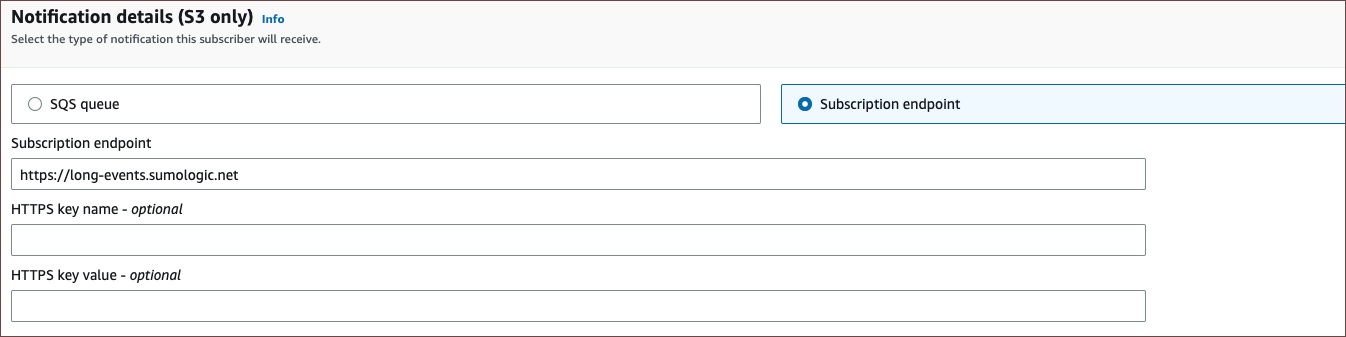 Notification details (S3 only) Info
Select the type of notification this subscriber will receive.
SQS queue
Subscription endpoint
Subscription endpoint
https://long-events.sumologic.net
HTTPS key name - optional
HTTPS key value - optional